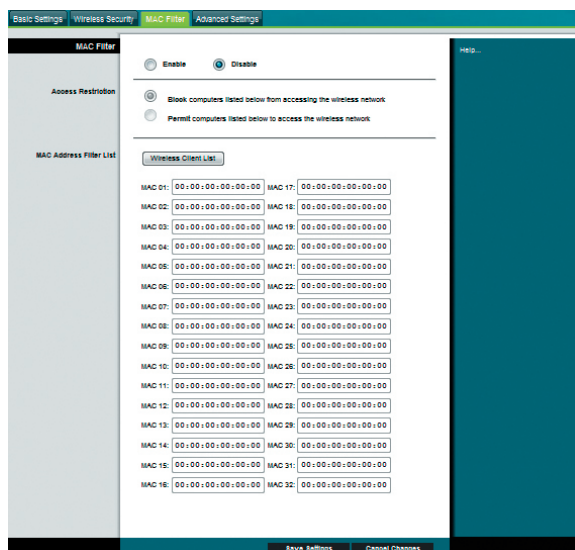 Basic Settings Wireless Security MAC Filter Advanced Settings
MAC Filter
Help...
Enable Disable
Access Restriction
Block computers listed below from accessing the wireless network
Permit computers listed below to access the wireless network
MAC Address Filter List
Wireless Client List
MAC 01: 00:00:00:00:00:00 MAC 17: 00:00:00:00:00:00
MAC 02: 00:00:00:00:00:00 MAC 18: 00:00:00:00:00:00
MAC 03: 00:00:00:00:00:00 MAC 19: 00:00:00:00:00:00
MAC 04: 00:00:00:00:00:00 MAC 20: 00:00:00:00:00:00
MAC 05: 00:00:00:00:00:00 MAC 21: 00:00:00:00:00:00
MAC 06: 00:00:00:00:00:00 MAC 22: 00:00:00:00:00:00
MAC 07: 00:00:00:00:00:00 MAC 23: 00:00:00:00:00:00
MAC 08: 00:00:00:00:00:00 MAC 24: 00:00:00:00:00:00
MAC 09: 00:00:00:00:00:00 MAC 25: 00:00:00:00:00:00
MAC 10: 00:00:00:00:00:00 MAC 26: 00:00:00:00:00:00
MAC 11: 00:00:00:00:00:00 MAC 27: 00:00:00:00:00:00
MAC 12: 00:00:00:00:00:00 MAC 28: 00:00:00:00:00:00
MAC 13: 00:00:00:00:00:00 MAC 29: 00:00:00:00:00:00
MAC 14: 00:00:00:00:00:00 MAC 30: 00:00:00:00:00:00
MAC 15: 00:00:00:00:00:00 MAC 31: 00:00:00:00:00:00
MAC 16: 00:00:00:00:00:00 MAC 32: 00:00:00:00:00:00
Save Settings Cancel Changes